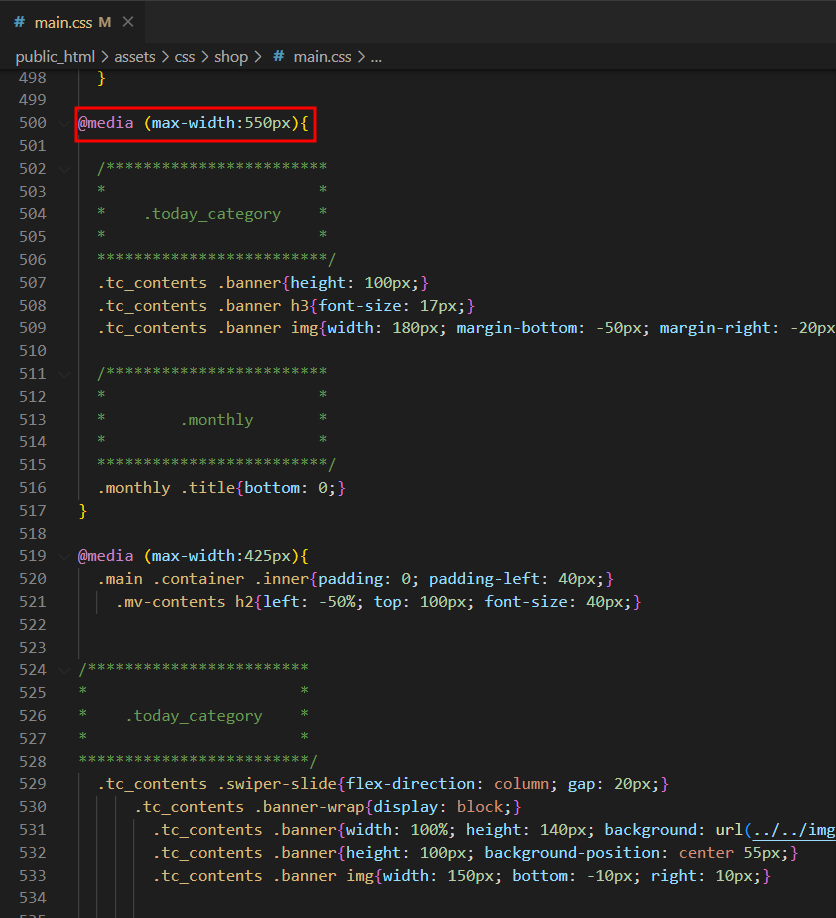 # main.css M ×
public_html > assets > css > shop > # main.css > ...
498 }
499
500 @media (max-width:550px){
501
502 /************************
503 * *
504 * .today_category *
505 * *
506 *************************/
507 .tc_contents .banner{height: 100px;}
508 .tc_contents .banner h3{font-size: 17px;}
509 .tc_contents .banner img{width: 180px; margin-bottom: -50px; margin-right: -20px
510
511 /************************
512 * *
513 * .monthly *
514 * *
515 *************************/
516 .monthly .title{bottom: 0;}
517 }
518
519 @media (max-width:425px){
520 .main .container .inner{padding: 0; padding-left: 40px;}
521 .mv-contents h2{left: -50%; top: 100px; font-size: 40px;}
522
523
524 /************************
525 * *
526 * .today_category *
527 * *
528 *************************/
529 .tc_contents .swiper-slide{flex-direction: column; gap: 20px;}
530 .tc_contents .banner-wrap{display: block;}
531 .tc_contents .banner{width: 100%; height: 140px; background: url(../../img
532 .tc_contents .banner{height: 100px; background-position: center 55px;}
533 .tc_contents .banner img{width: 150px; bottom: -10px; right: 10px;}
534